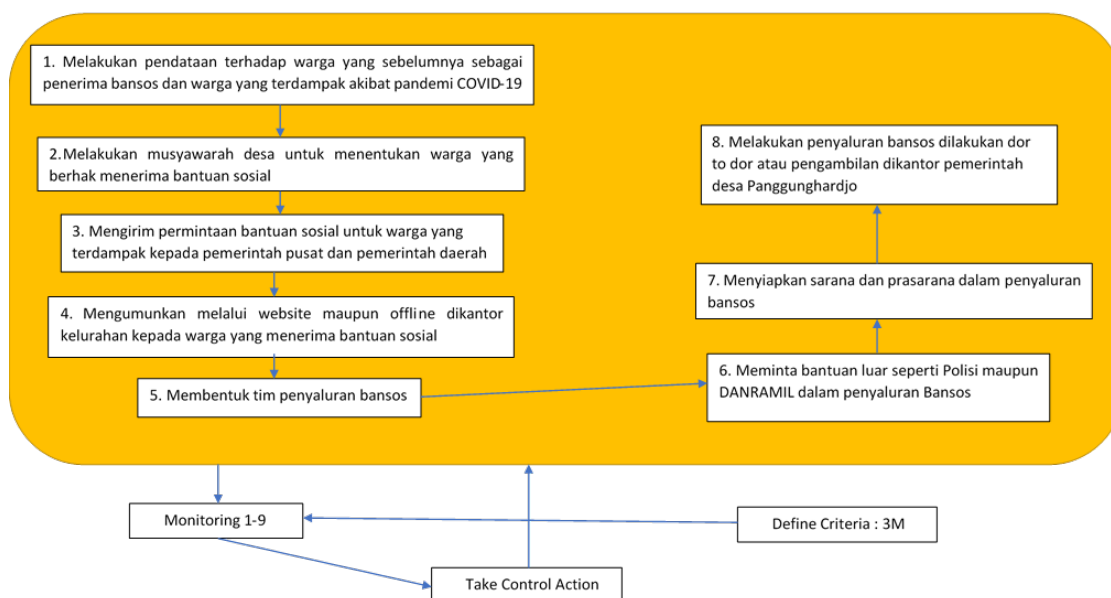 1. Melakukan pendataan terhadap warga yang sebelumnya sebagai
penerima bansos dan warga yang terdampak akibat pandemi COVID-19
2.Melakukan musyawarah desa untuk menentukan warga yang
berhak menerima bantuan sosial
3. Mengirim permintaan bantuan sosial untuk warga yang
terdampak kepada pemerintah pusat dan pemerintah daerah
4. Mengumunkan melalui website maupun offline dikantor
kelurahan kepada warga yang menerima bantuan sosial
5. Membentuk tim penyaluran bansos
6. Meminta bantuan luar seperti Polisi maupun
DANRAMIL dalam penyaluran Bansos
7. Menyiapkan sarana dan prasarana dalam penyaluran
bansos
8. Melakukan penyaluran bansos dilakukan dor
to dor atau pengambilan dikantor pemerintah
desa Panggunghardjo
Monitoring 1-9
Define Criteria : 3M
Take Control Action